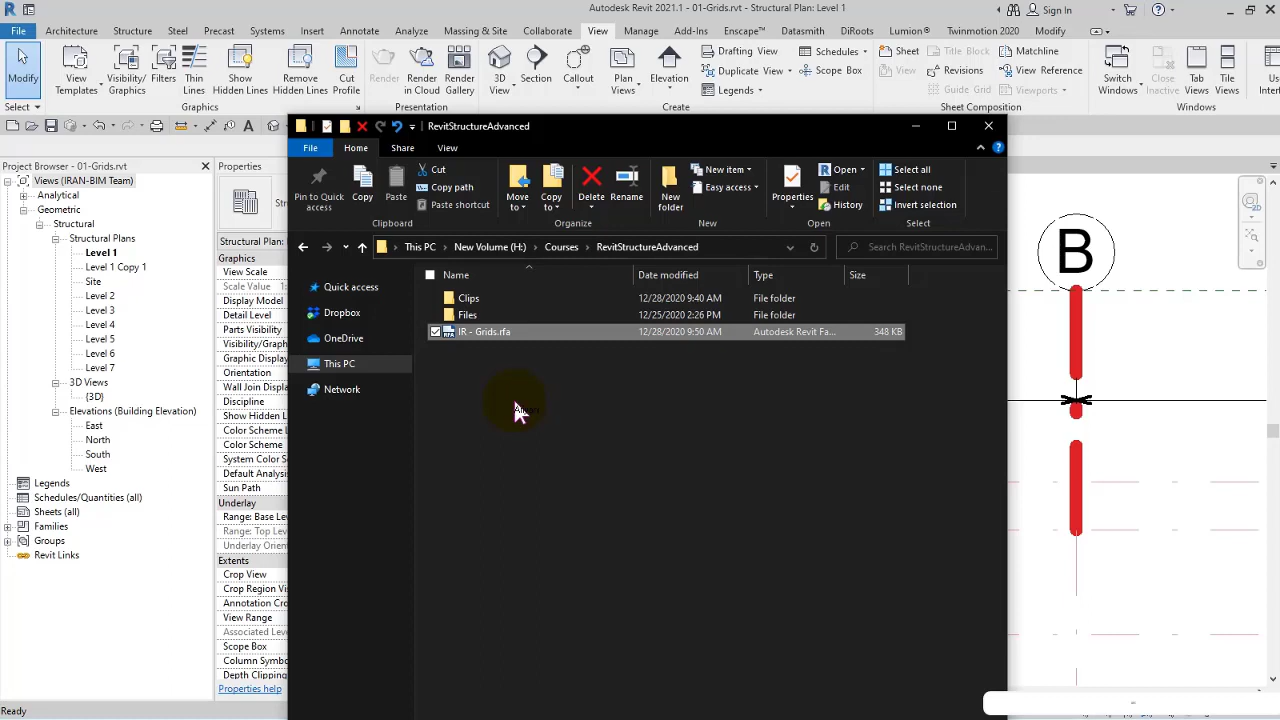 Autodesk Revit 2021.1 - 01-Grids.rvt - Structural Plan: Level 1
Sign In
File Architecture Structure Steel Precast Systems Insert Annotate Analyze Massing & Site Collaborate View Manage Add-Ins Enscape™ Datasmith DiRoots Lumion® Twinmotion 2020 Modify
Modify
View Templates
Visibility/ Graphics
Filters
Thin Lines
Show Hidden Lines
Remove Hidden Lines
Cut Profile
Render
Render in Cloud
Render Gallery
3D View
Section
Callout
Plan Views
Elevation
Drafting View
Duplicate View
Legends
Schedules
Scope Box
Sheet
View
Title Block
Revisions
Guide Grid
Matchline
View Reference
Viewports
Switch Windows
Close Inactive
Tab Views
Tile Views
Select
Graphics
Presentation
Create
Sheet Composition
Windows
Project Browser - 01-Grids.rvt
Views (IRAN-BIM Team)
Analytical
Geometric
Structural
Structural Plans
Level 1
Level 1 Copy 1
Site
Level 2
Level 3
Level 4
Level 5
Level 6
Level 7
3D Views
{3D}
Elevations (Building Elevation)
East
North
South
West
Legends
Schedules/Quantities (all)
Sheets (all)
Families
Groups
Revit Links
Properties
Structural Plan:
Graphics
View Scale
Scale Value 1:
Display Model
Detail Level
Parts Visibility
Visibility/Graph
Graphic Display
Orientation
Wall Join Displa
Discipline
Show Hidden L
Color Scheme L
Color Scheme
System Color S
Default Analysi
Sun Path
Underlay
Range: Base Lev
Range: Top Lev
Underlay Orien
Extents
Crop View
Crop Region Vi
Annotation Cro
View Range
Associated Leve
Scope Box
Column Symbo
Depth Clipping
Properties help
RevitStructureAdvanced
File Home Share View
Pin to Quick access
Copy
Paste
Cut
Copy path
Paste shortcut
Move to
Copy to
Delete
Rename
New folder
New item
Easy access
Properties
Open
Edit
History
Select all
Select none
Invert selection
Clipboard Organize New Open Select
This PC New Volume (H:) Courses RevitStructureAdvanced
Search RevitStructureAdvan...
Name Date modified Type Size
Clips 12/28/2020 9:40 AM File folder
Files 12/25/2020 2:26 PM File folder
IR - Grids.rfa 12/28/2020 9:50 AM Autodesk Revit Fa... 348 KB
Quick access
Dropbox
OneDrive
This PC
Network
B
2D
Ready